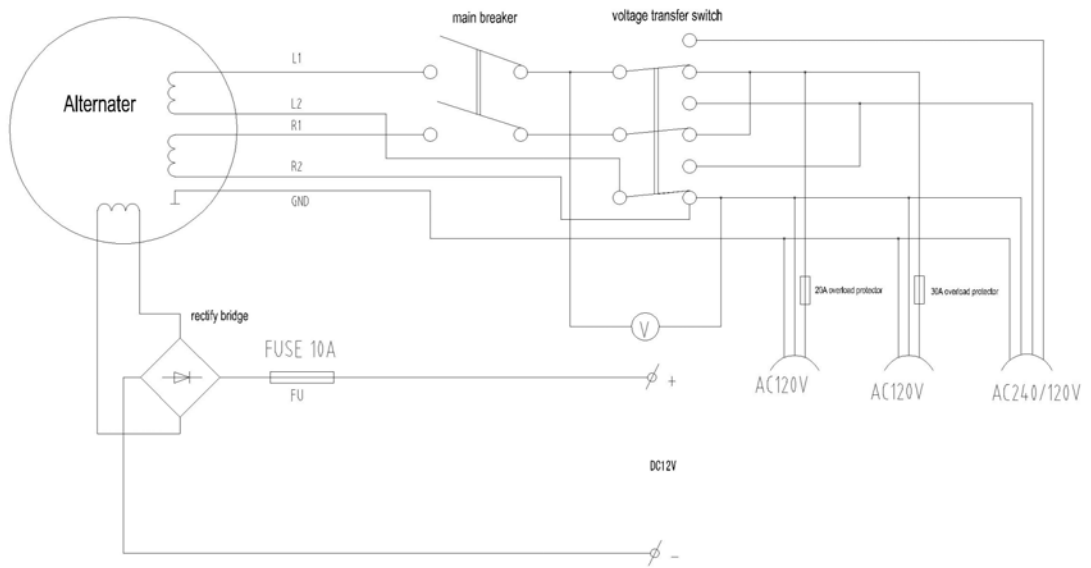 main breaker
voltage transfer switch
L1
Alternater
L2
R1
R2
GND
20A overload protector
30A overload protector
rectify bridge
V
FUSE 10A
FU
+
AC120V
AC120V
AC240/120V
DC12V
-